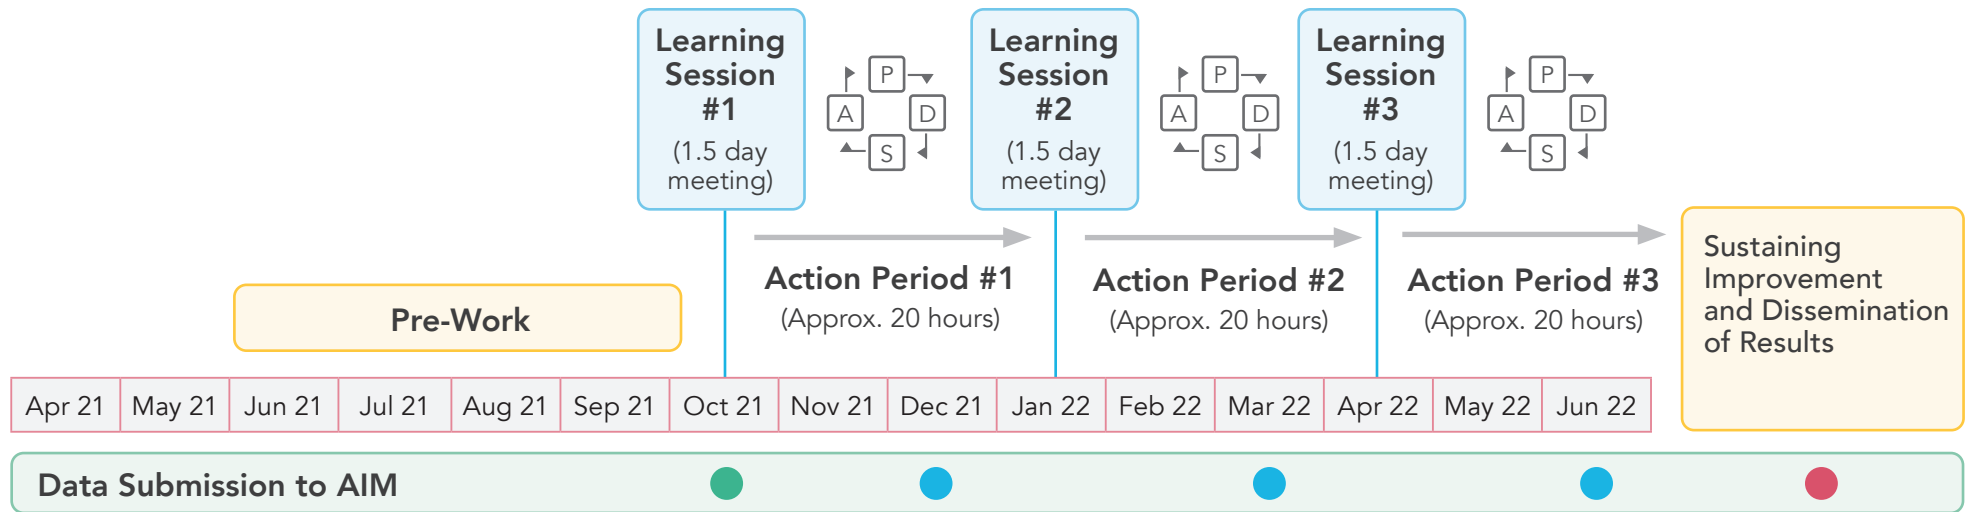 Learning
Session
#1
(1.5 day
meeting)
P
A
D
S
Learning
Session
#2
(1.5 day
meeting)
P
A
D
S
Learning
Session
#3
(1.5 day
meeting)
P
A
D
S
Pre-Work
Action Period #1
(Approx. 20 hours)
Action Period #2
(Approx. 20 hours)
Action Period #3
(Approx. 20 hours)
Sustaining
Improvement
and Dissemination
of Results
Apr 21 May 21 Jun 21 Jul 21 Aug 21 Sep 21 Oct 21 Nov 21 Dec 21 Jan 22 Feb 22 Mar 22 Apr 22 May 22 Jun 22
Data Submission to AIM